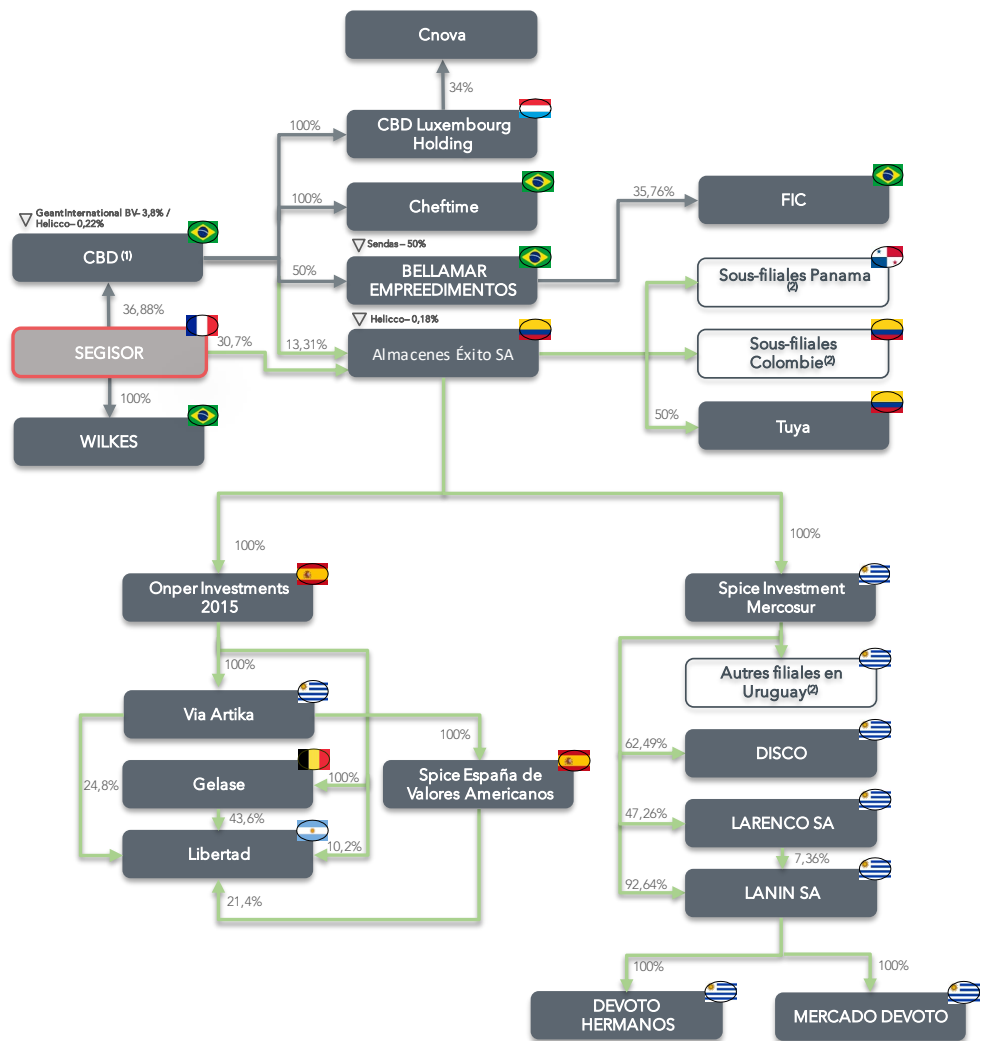 Cnova
34%
CBD Luxembourg
Holding
100%
Cheftime
100%
35,76%
FIC
GeantInternational BV- 3,8% /
Helicco– 0,22%
CBD (1)
Sendas – 50%
50%
BELLAMAR
EMPREEDIMENTOS
Sous-filiales Panama
(2)
36,88%
Helicco– 0,18%
SEGISOR
30,7%
13,31%
Almacenes Éxito SA
Sous-filiales
Colombie(2)
100%
50%
Tuya
WILKES
100%
100%
Onper Investments
2015
Spice Investment
Mercosur
100%
Autres filiales en
Uruguay(2)
Via Artika
100%
62,49%
DISCO
24,8%
Gelase
100%
Spice España de
Valores Americanos
43,6%
47,26%
LARENCO SA
Libertad
10,2%
7,36%
21,4%
92,64%
LANIN SA
100%
100%
DEVOTO
HERMANOS
MERCADO DEVOTO